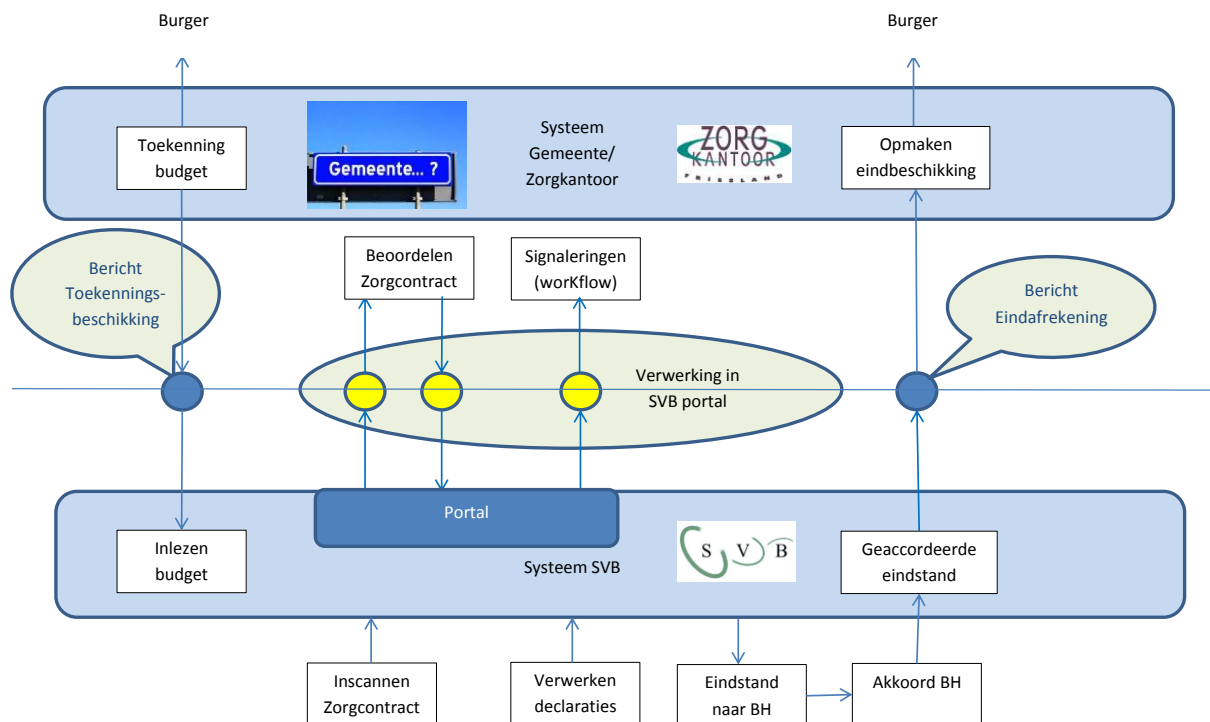 Burger
Burger
Toekenning
budget
Gemeente... ?
Systeem
Gemeente/
Zorgkantoor
ZORG
KANTOOR
FRIESLAND
Opmaken
eindbeschikking
Bericht
Toekennings-
beschikking
Beoordelen
Zorgcontract
Signaleringen
(worKflow)
Bericht
Eindafrekening
Verwerking in
SVB portal
Portal
Inlezen
budget
Systeem SVB
S V B
Geaccordeerde
eindstand
Inscannen
Zorgcontract
Verwerken
declaraties
Eindstand
naar BH
Akkoord BH